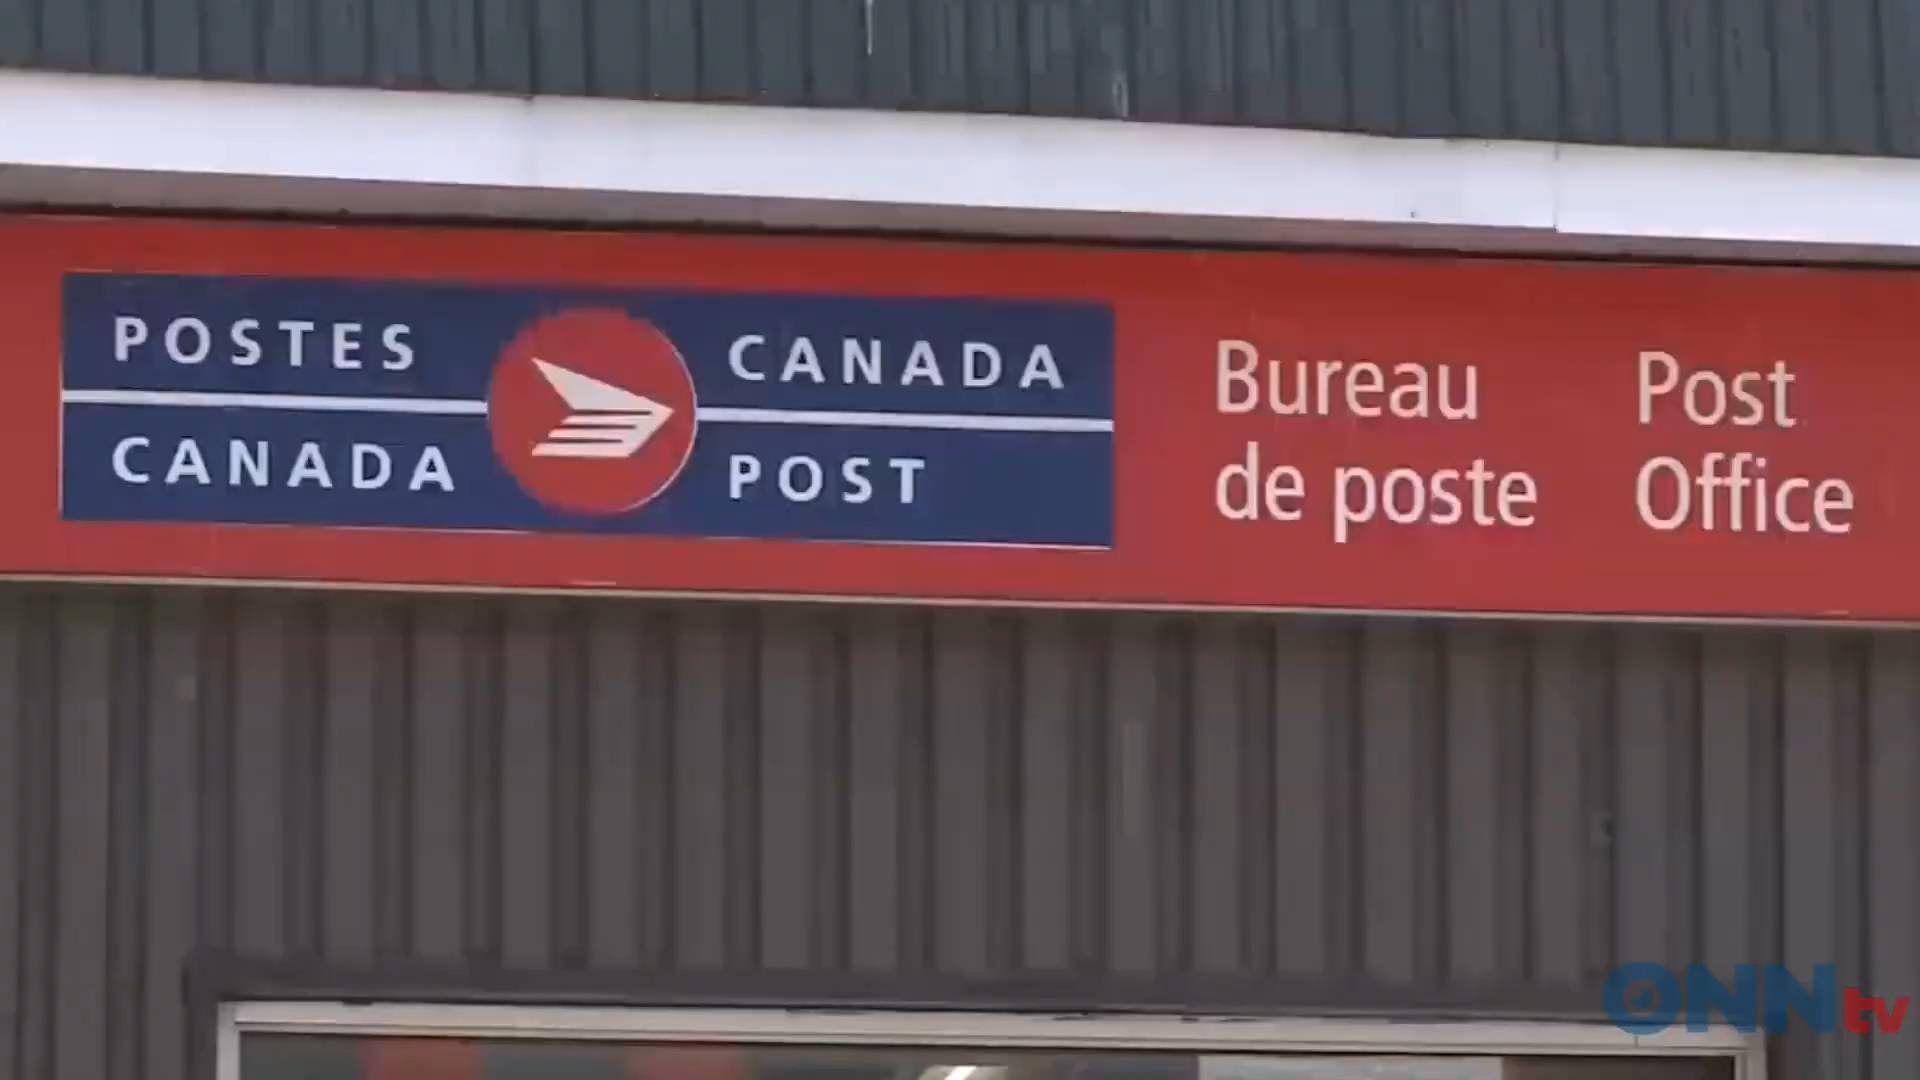 POSTES
CANADA
CANADA
POST
Bureau
de poste
Post
Office
ONNtv